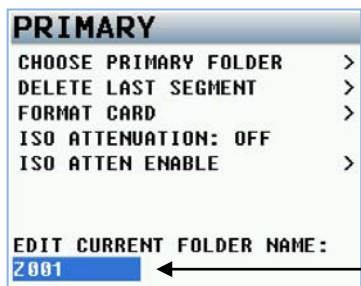 PRIMARY
CHOOSE PRIMARY FOLDER >
DELETE LAST SEGMENT >
FORMAT CARD >
ISO ATTENUATION: OFF
ISO ATTEN ENABLE >
EDIT CURRENT FOLDER NAME:
Z001